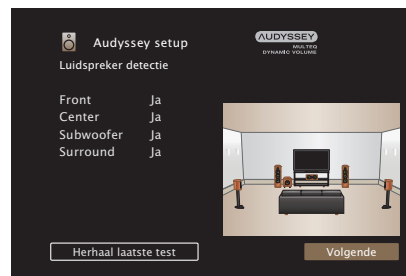 Audyssey setup
AUDYSSEY
MULTEQ
DYNAMIC VOLUME
Luidspreker detectie
Front Ja
Center Ja
Subwoofer Ja
Surround Ja
Herhaal laatste test
Volgende